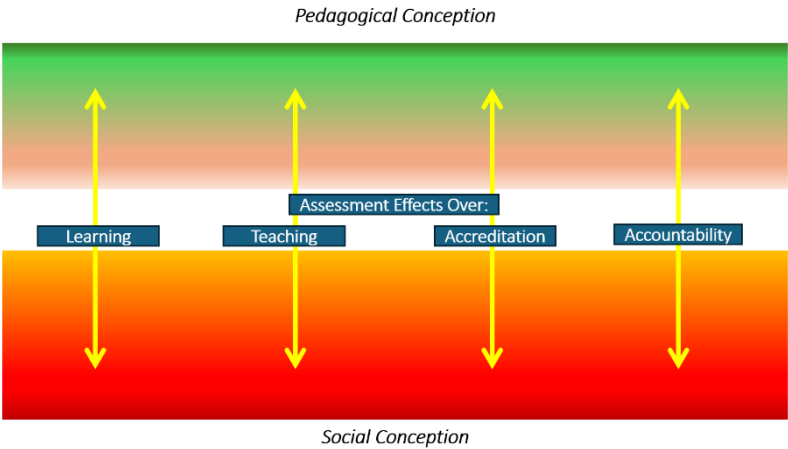 Pedagogical Conception
Assessment Effects Over:
Learning
Teaching
Accreditation
Accountability
Social Conception